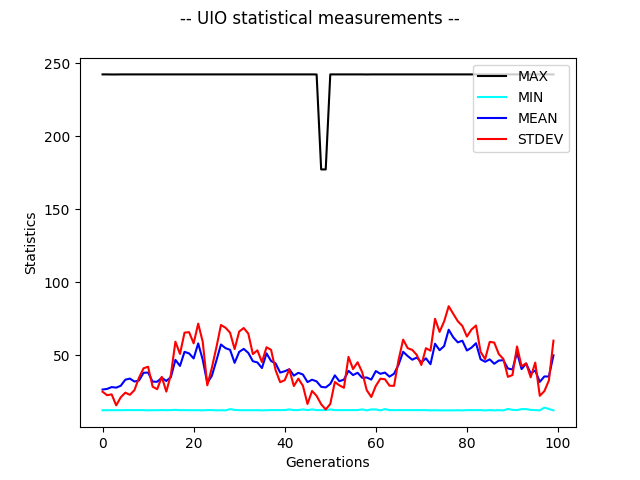 -- UIO statistical measurements --
250
200
150
100
50
Statistics
MAX
MIN
MEAN
STDEV
0 20 40 60 80 100
Generations